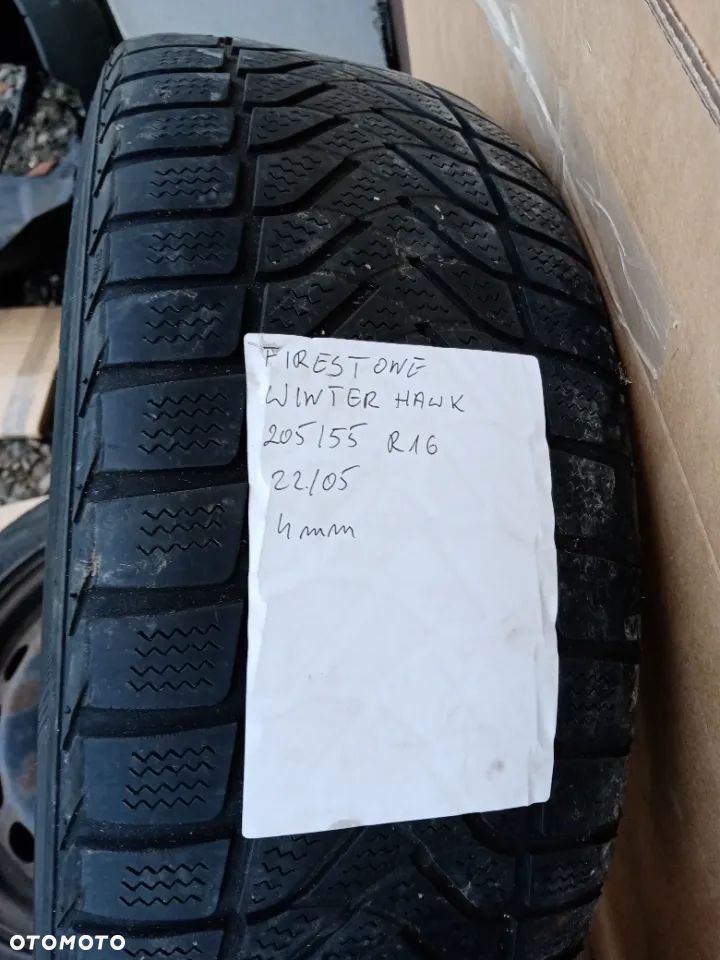 FIRESTONE
WINTER HAWK
205/55 R16
22/05
4mm
OTOMOTO